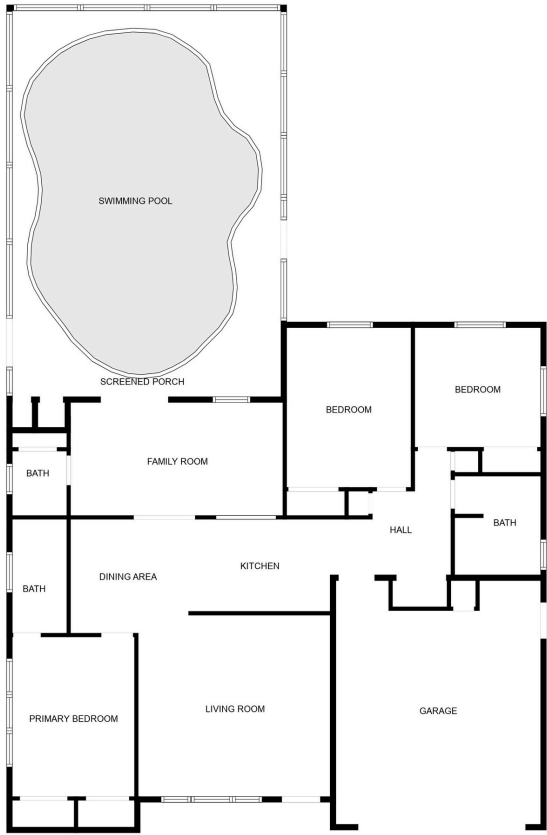 SWIMMING POOL
SCREENED PORCH
BEDROOM
BEDROOM
FAMILY ROOM
BATH
BATH
HALL
KITCHEN
DINING AREA
BATH
LIVING ROOM
GARAGE
PRIMARY BEDROOM